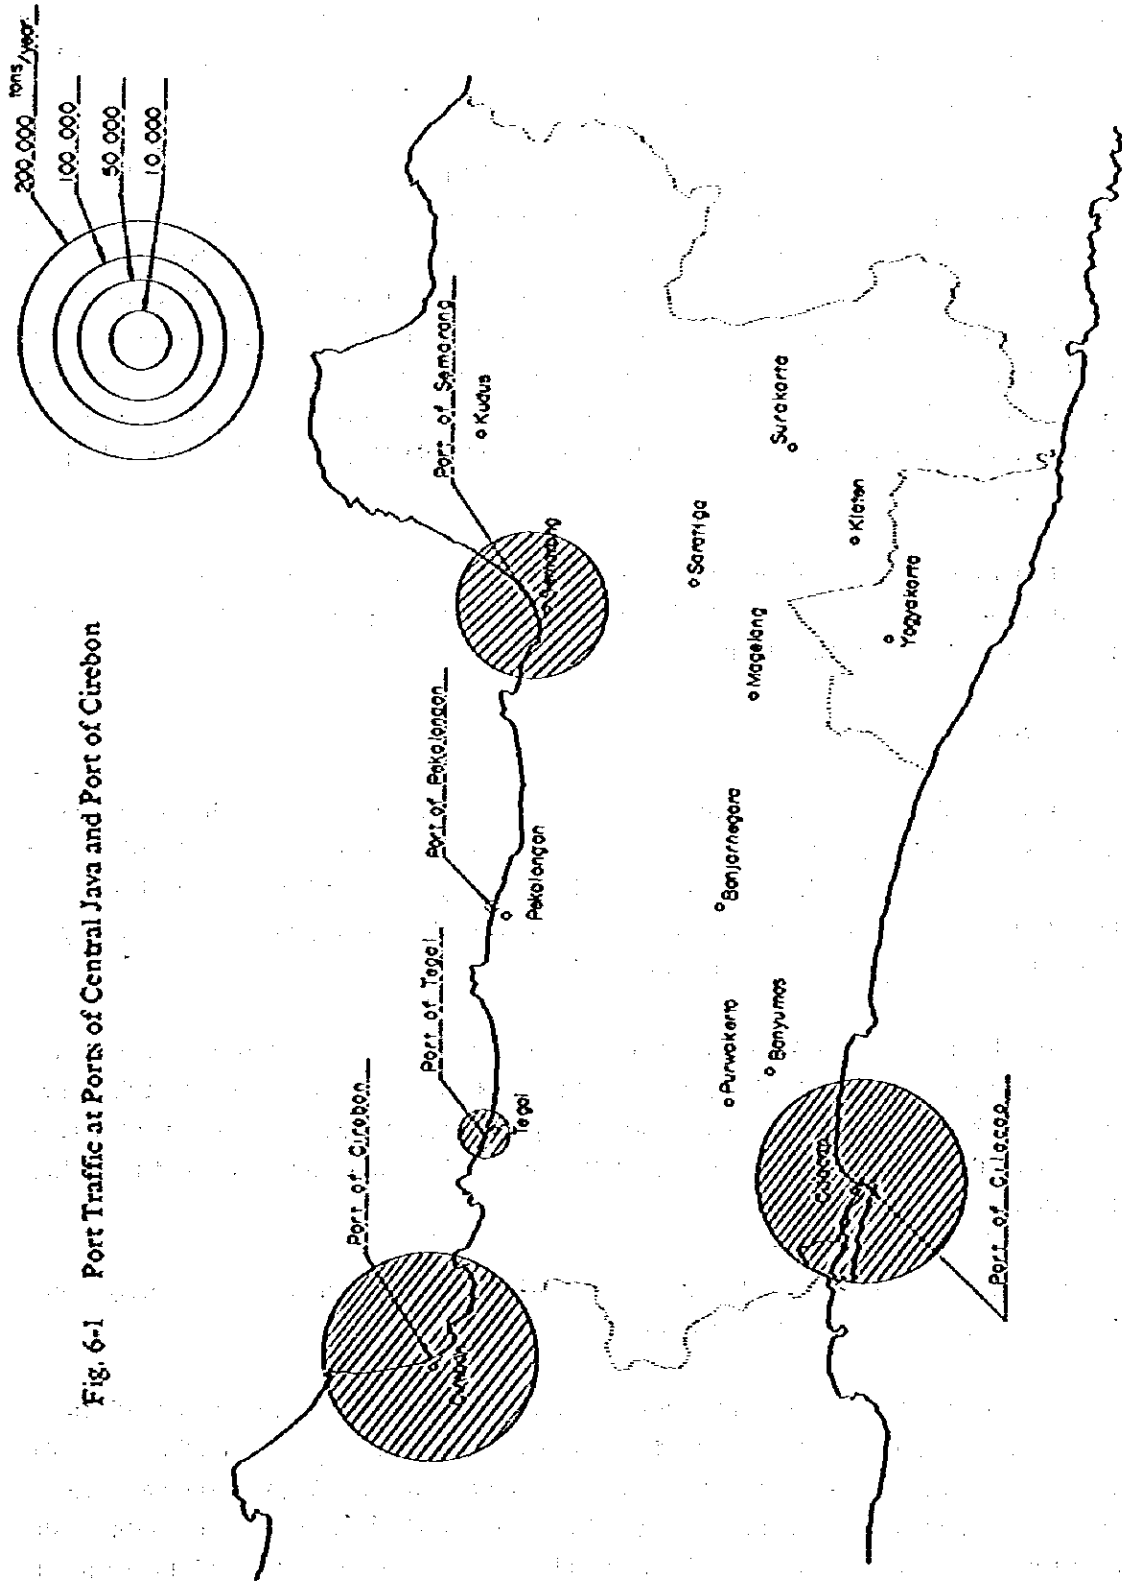 Fig. 6-1 Port Traffic at Ports of Central Java and Port of Cirebon
200.000 tons/year
100.000
50.000
10.000
Port of Cirebon
Port of Tegal
Port of Pekalongan
Port of Semarang
Kudus
Tegal
Pekalongan
Semarang
Purwakerto
Banyumas
Banjarnegara
Magelang
Saratiga
Surakarta
Klaten
Yogyakarta
Port of Cilacap